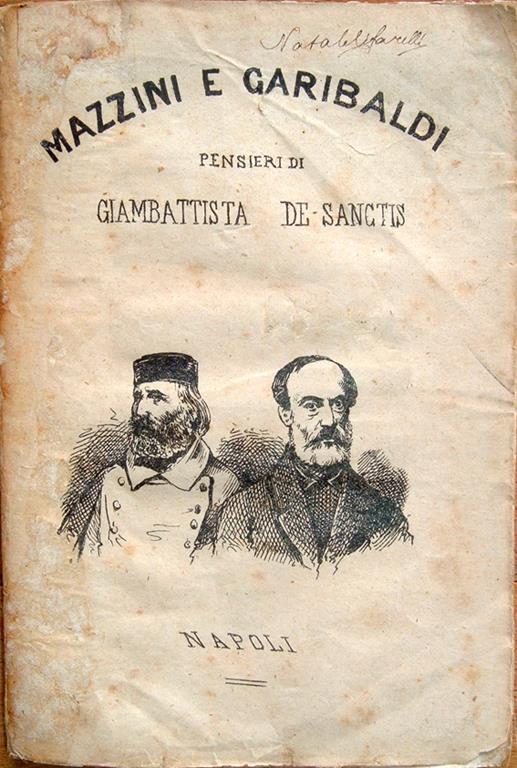 MAZZINI E GARIBALDI
PENSIERI DI
GIAMBATTISTA DE-SANCTIS
NAPOLI